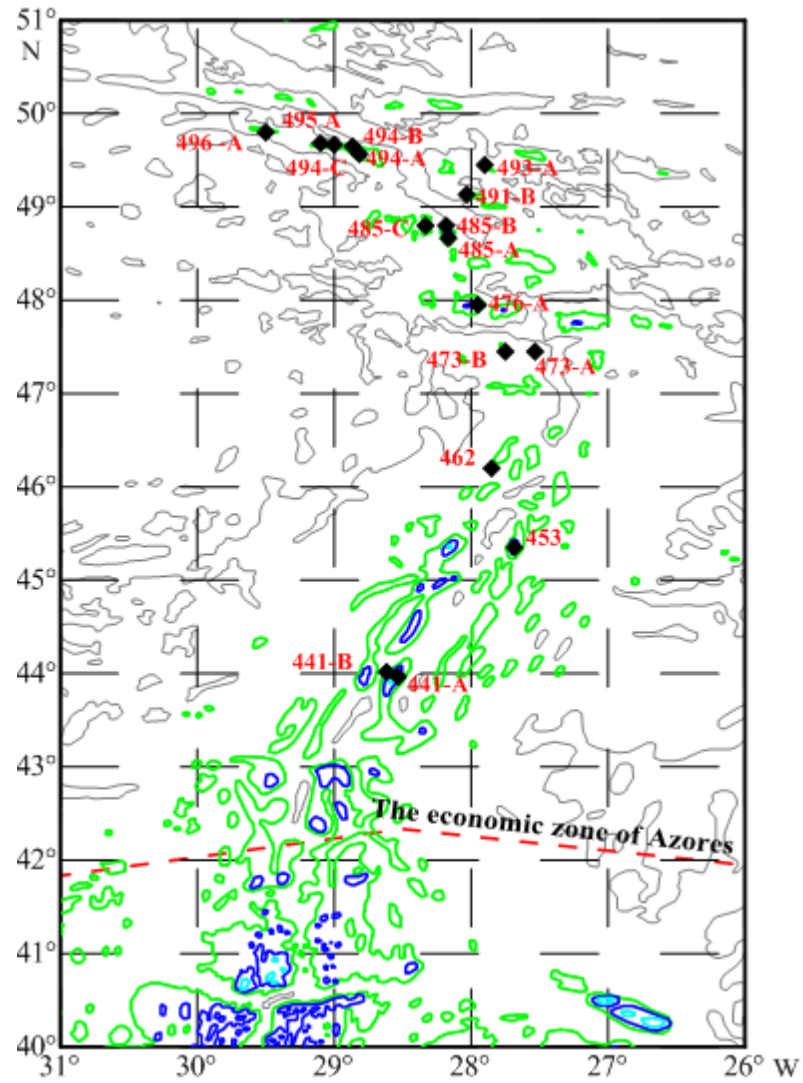 51°
N
50°
495-A
494-B
496-A
494-C
494-A
493-A
49°
491-B
485-C
485-B
485-A
48°
476-A
473-B
473-A
47°
462
46°
453
45°
441-B
44°
441-A
43°
The economic zone of Azores
42°
41°
40°
31°
30°
29°
28°
27°
26° W